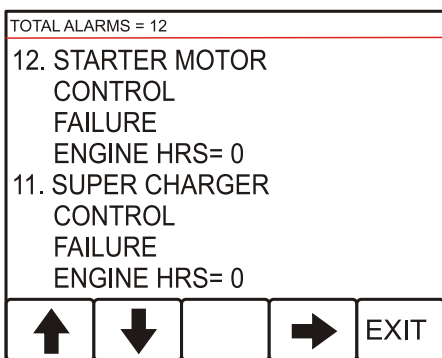 TOTAL ALARMS = 12
12. STARTER MOTOR
CONTROL
FAILURE
ENGINE HRS= 0
11. SUPER CHARGER
CONTROL
FAILURE
ENGINE HRS= 0
EXIT